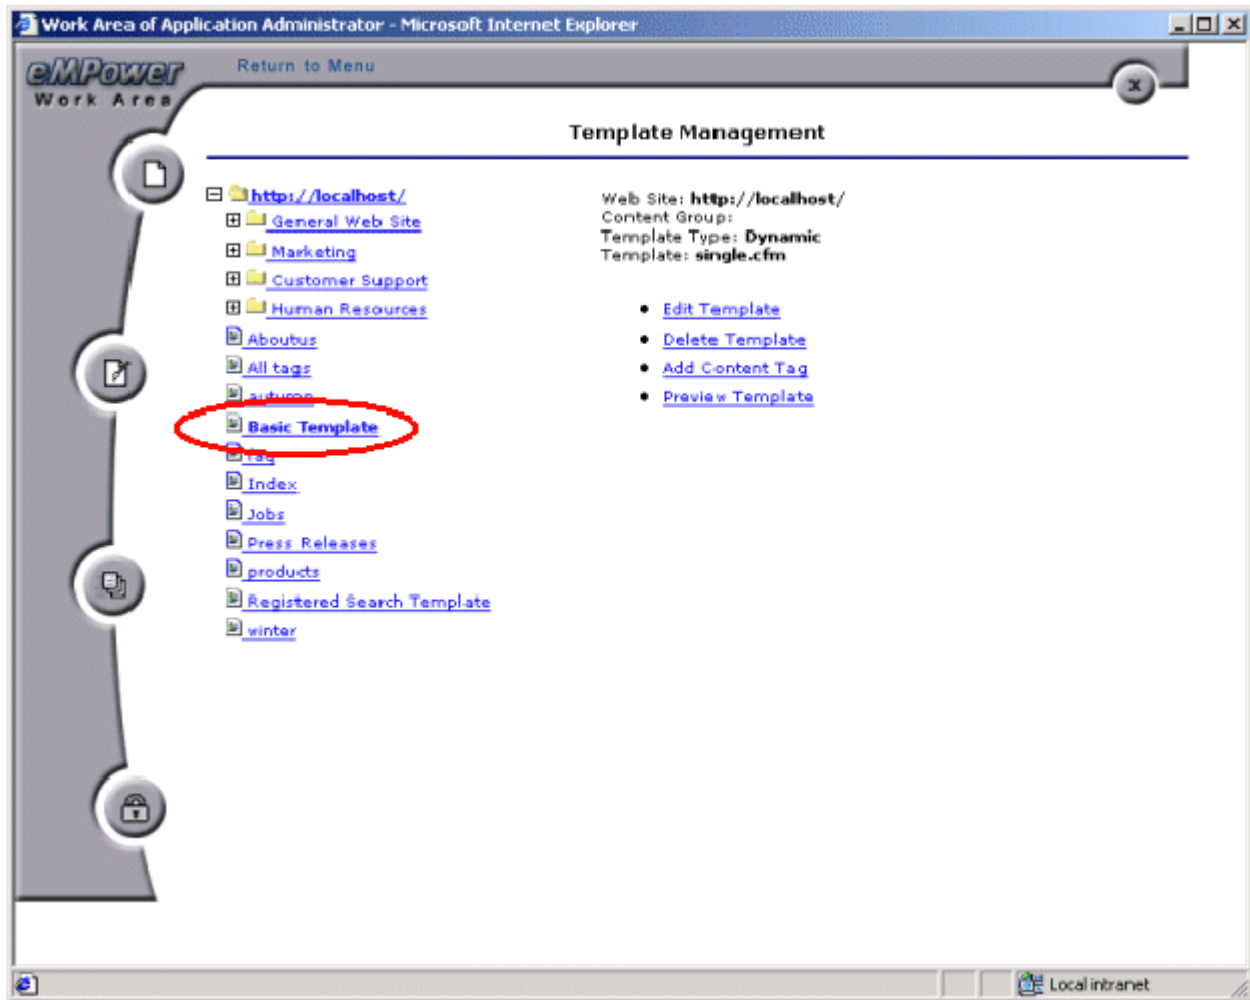 Work Area of Application Administrator - Microsoft Internet Explorer
eMPower
Work Area
Return to Menu
x
Template Management
http://localhost/
General Web Site
Marketing
Customer Support
Human Resources
Aboutus
All tags
autumn
Basic Template
faq
Index
Jobs
Press Releases
products
Registered Search Template
winter
Web Site: http://localhost/
Content Group:
Template Type: Dynamic
Template: single.cfm
Edit Template
Delete Template
Add Content Tag
Preview Template
Local intranet